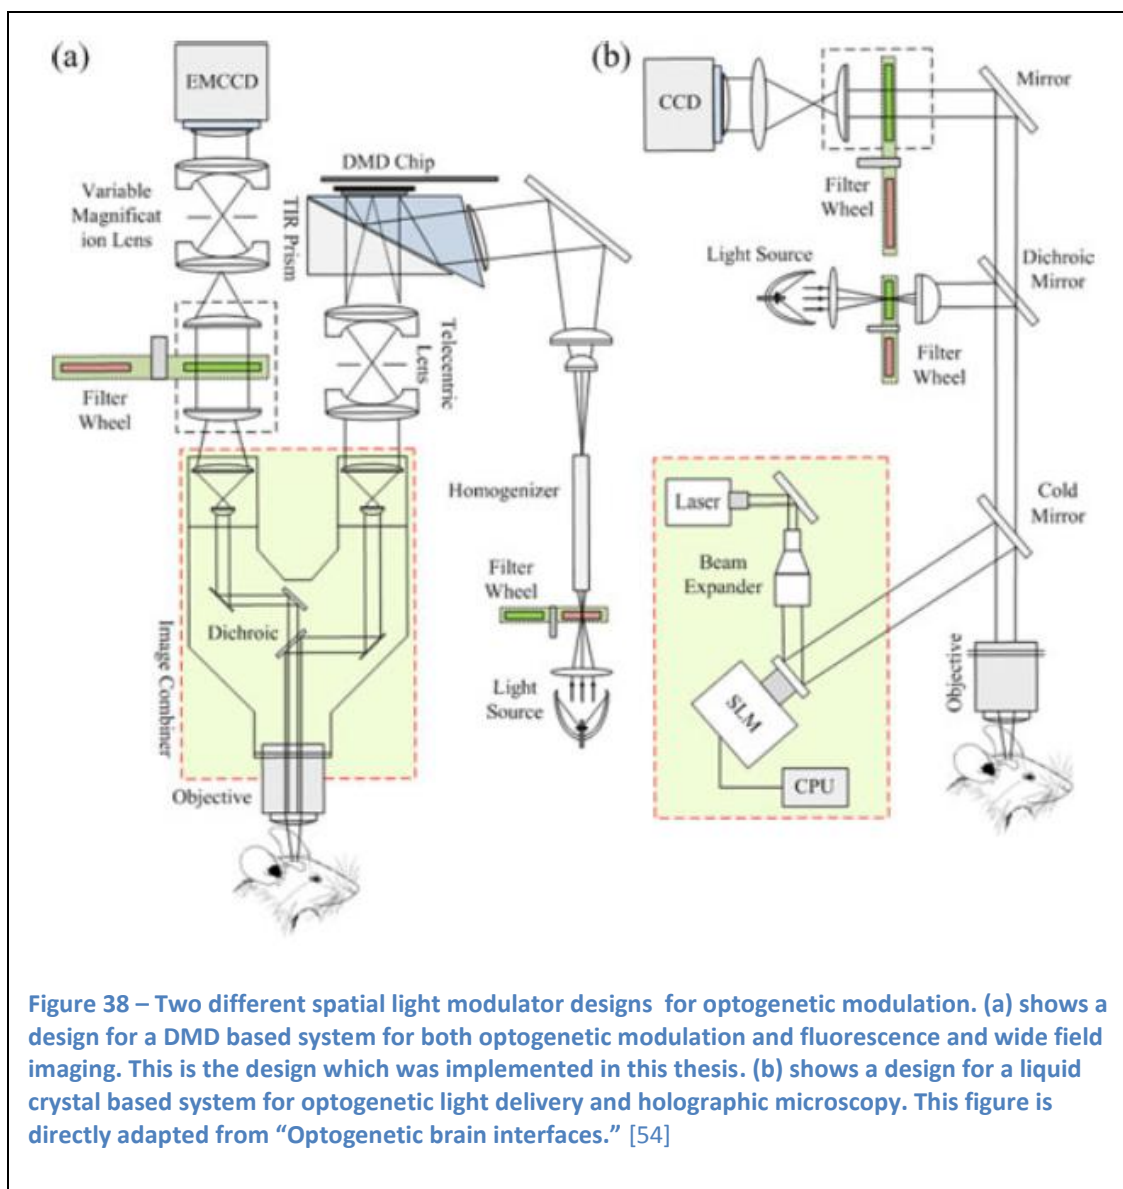 (a)
EMCCD
Variable
Magnificat
ion Lens
DMD Chip
TIR Prism
Telecentric
Lens
Filter
Wheel
Homogenizer
Filter
Wheel
Dichroic
Image Combiner
Light
Source
Objective
(b)
CCD
Mirror
Filter
Wheel
Light Source
Dichroic
Mirror
Filter
Wheel
Cold
Mirror
Laser
Beam
Expander
SLM
CPU
Objective
Figure 38 – Two different spatial light modulator designs for optogenetic modulation. (a) shows a
design for a DMD based system for both optogenetic modulation and fluorescence and wide field
imaging. This is the design which was implemented in this thesis. (b) shows a design for a liquid
crystal based system for optogenetic light delivery and holographic microscopy. This figure is
directly adapted from “Optogenetic brain interfaces.” [54]